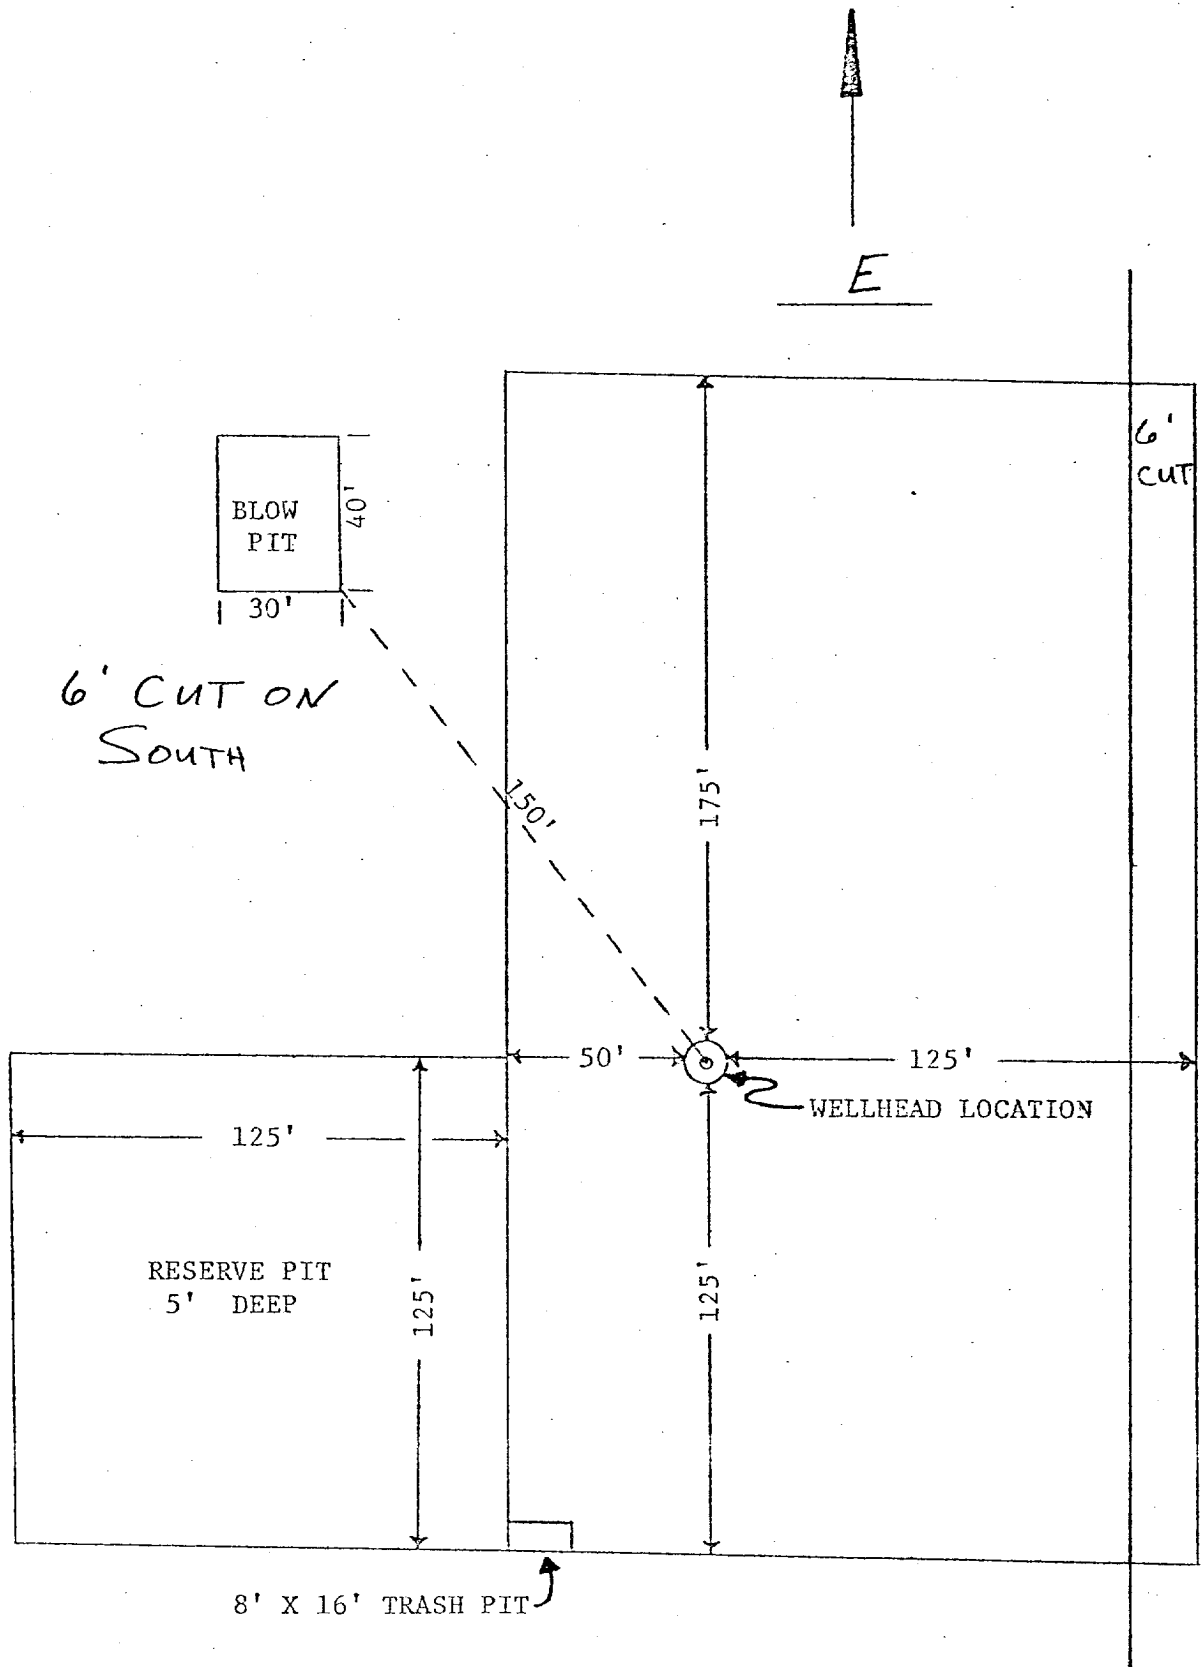 E
6'
CUT
BLOW
PIT
40'
30'
6' CUT ON
SOUTH
150'
175'
50'
125'
WELLHEAD LOCATION
125'
RESERVE PIT
5' DEEP
125'
125'
8' X 16' TRASH PIT